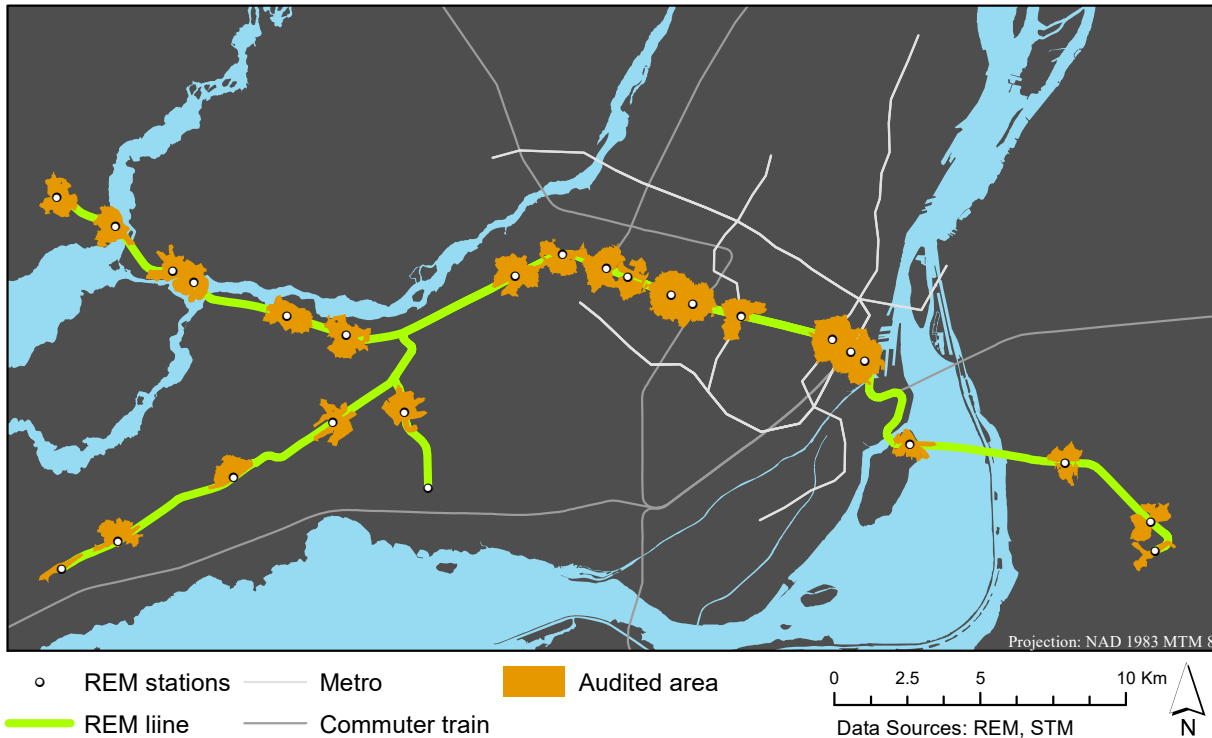 Projection: NAD 1983 MTM 8
REM stations
Metro
Audited area
REM liine
Commuter train
0 2.5 5 10 Km
Data Sources: REM, STM
N